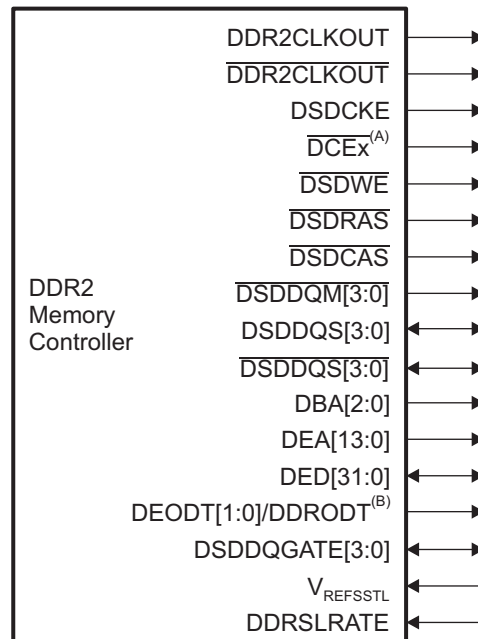 DDR2CLKOUT
DDR2CLKOUT
DSDCKE
DCEx(A)
DSDWE
DSDRAS
DSDCAS
DSDDQM[3:0]
DDR2
Memory
Controller
DSDDQS[3:0]
DSDDQS[3:0]
DBA[2:0]
DEA[13:0]
DED[31:0]
DEODT[1:0]/DDRODT(B)
DSDDQGATE[3:0]
VREFSSTL
DDRSLRATE